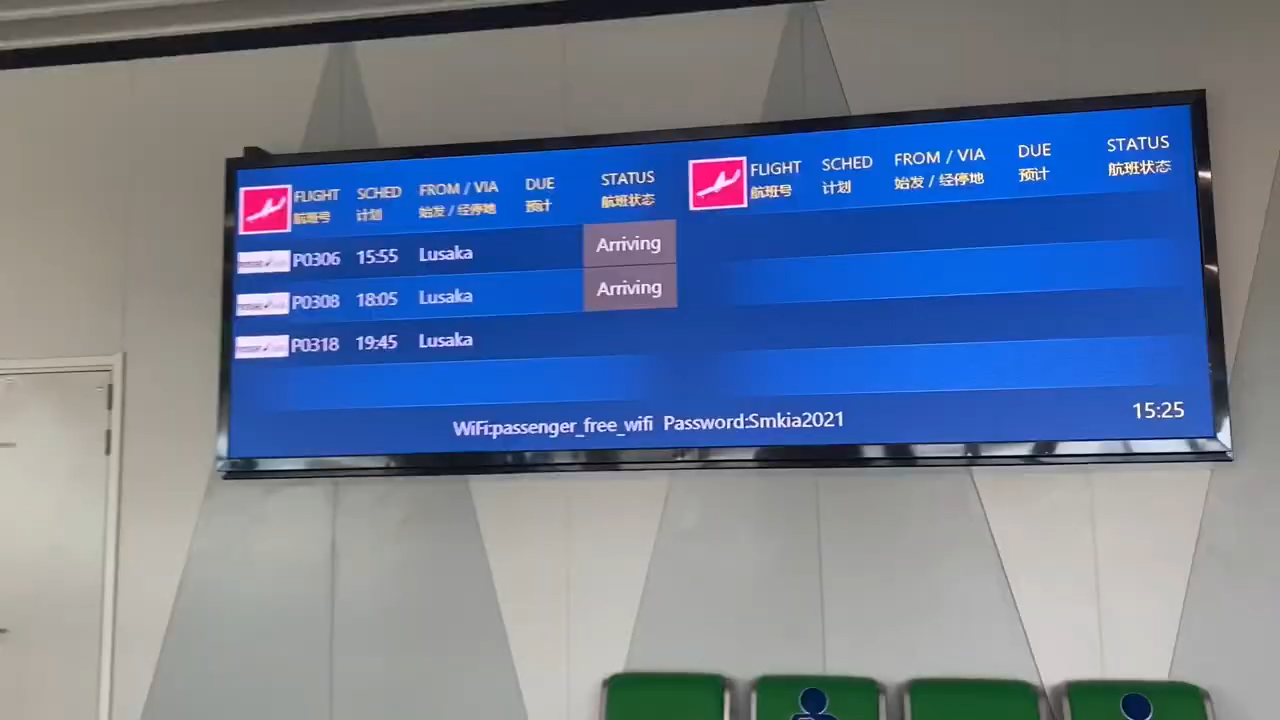 FLIGHT SCHED FROM / VIA DUE STATUS
航班号 计划 始发 / 经停地 预计 航班状态
P0306 15:55 Lusaka Arriving
P0308 18:05 Lusaka Arriving
P0318 19:45 Lusaka
FLIGHT SCHED FROM / VIA DUE STATUS
航班号 计划 始发 / 经停地 预计 航班状态
WiFi:passenger_free_wifi Password:Smkia2021
15:25